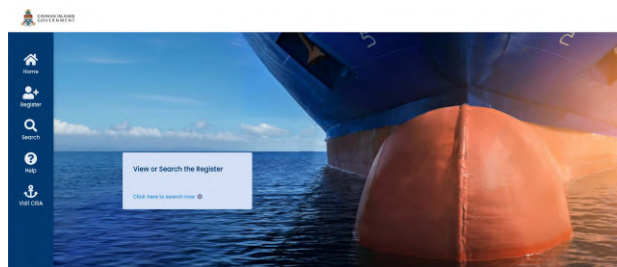 CAYMAN ISLANDS
GOVERNMENT
Home
Register
Search
Help
Visit CISA
View or Search the Register
Click here to search now